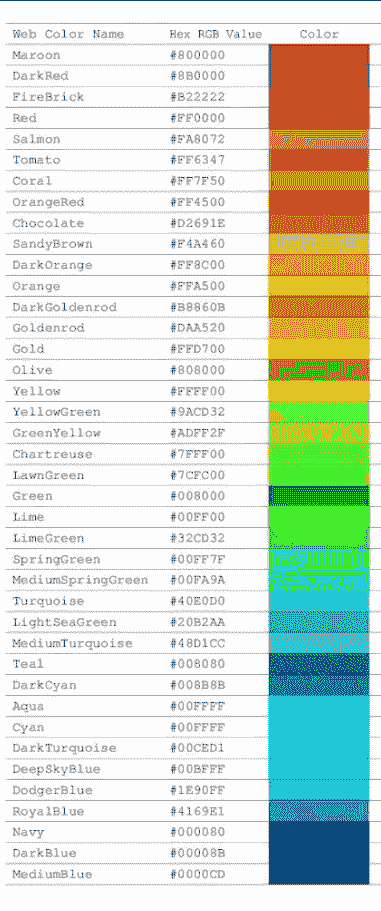 Web Color Name Hex RGB Value Color
Maroon #800000
DarkRed #8B0000
FireBrick #B22222
Red #FF0000
Salmon #FA8072
Tomato #FF6347
Coral #FF7F50
OrangeRed #FF4500
Chocolate #D2691E
SandyBrown #F4A460
DarkOrange #FF8C00
Orange #FFA500
DarkGoldenrod #B8860B
Goldenrod #DAA520
Gold #FFD700
Olive #808000
Yellow #FFFF00
YellowGreen #9ACD32
GreenYellow #ADFF2F
Chartreuse #7FFF00
LawnGreen #7CFC00
Green #008000
Lime #00FF00
LimeGreen #32CD32
SpringGreen #00FF7F
MediumSpringGreen #00FA9A
Turquoise #40E0D0
LightSeaGreen #20B2AA
MediumTurquoise #48D1CC
Teal #008080
DarkCyan #008B8B
Aqua #00FFFF
Cyan #00FFFF
DarkTurquoise #00CED1
DeepSkyBlue #00BFFF
DodgerBlue #1E90FF
RoyalBlue #4169E1
Navy #000080
DarkBlue #00008B
MediumBlue #0000CD